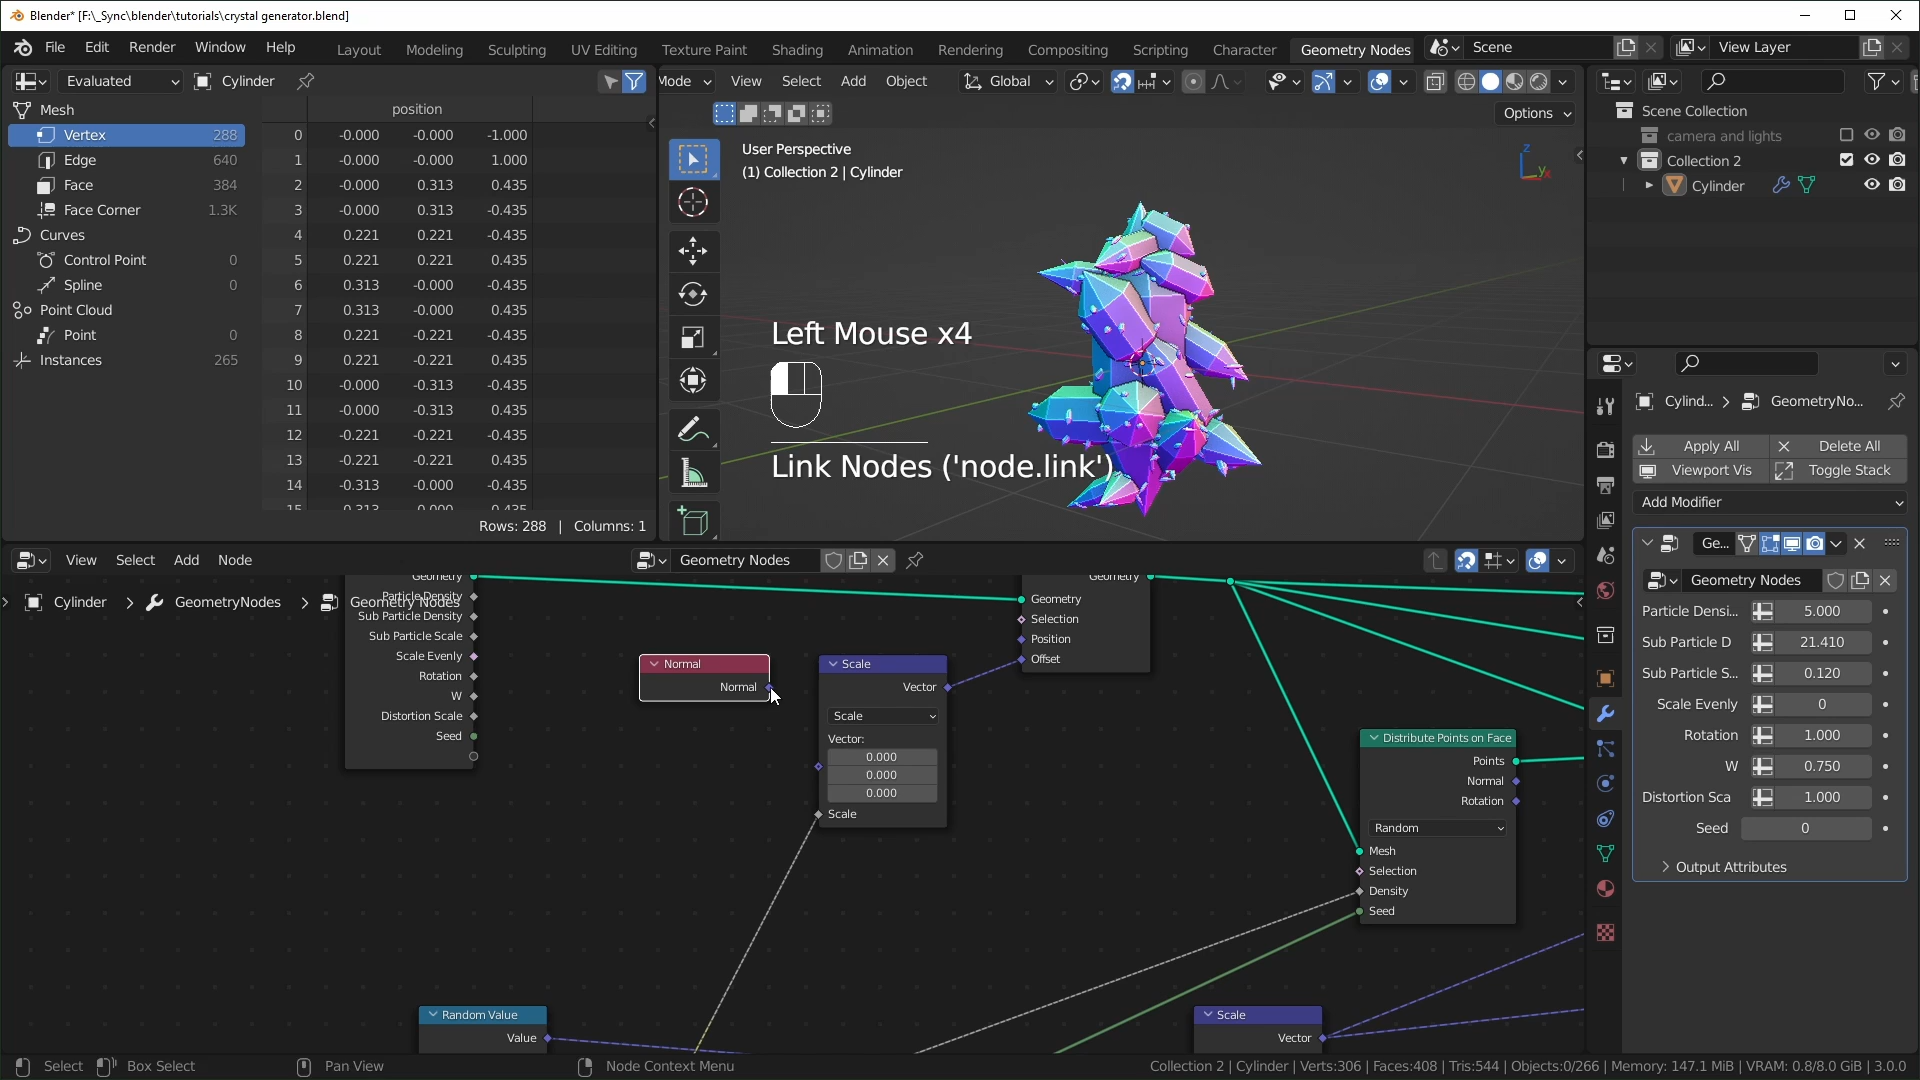 Blender* [F:\_Sync\blender\tutorials\crystal generator.blend]
File Edit Render Window Help
Layout Modeling Sculpting UV Editing Texture Paint Shading Animation Rendering Compositing Scripting Character Geometry Nodes
Scene
View Layer
Evaluated
Cylinder
Mode View Select Add Object
Global
Options
Mesh
Vertex 288
Edge 640
Face 384
Face Corner 1.3K
Curves
Control Point 0
Spline 0
Point Cloud
Point 0
Instances 265
position
0 -0.000 -0.000 -1.000
1 -0.000 -0.000 1.000
2 -0.000 0.313 0.435
3 -0.000 0.313 -0.435
4 0.221 0.221 0.435
5 0.221 0.221 -0.435
6 0.313 -0.000 -0.435
7 0.313 -0.000 0.435
8 0.221 -0.221 -0.435
9 0.221 -0.221 0.435
10 -0.000 -0.313 -0.435
11 -0.000 -0.313 0.435
12 -0.221 -0.221 0.435
13 -0.221 -0.221 -0.435
14 -0.313 -0.000 -0.435
Rows: 288 | Columns: 1
User Perspective
(1) Collection 2 | Cylinder
Z
Y
Left Mouse x4
Link Nodes ('node.link')
Scene Collection
camera and lights
Collection 2
Cylinder
Cylind... > GeometryNo...
Apply All
Delete All
Viewport Vis
Toggle Stack
Add Modifier
Ge...
Geometry Nodes
Particle Densi... 5.000
Sub Particle D 21.410
Sub Particle S... 0.120
Scale Evenly 0
Rotation 1.000
W 0.750
Distortion Sca 1.000
Seed 0
Output Attributes
View Select Add Node
Geometry Nodes
Cylinder > GeometryNodes > Geometry Nodes
Geometry
Particle Density
Sub Particle Density
Sub Particle Scale
Scale Evenly
Rotation
W
Distortion Scale
Seed
Normal
Normal
Scale
Vector
Scale
Vector:
0.000
0.000
0.000
Scale
Geometry
Geometry
Selection
Position
Offset
Distribute Points on Face
Points
Normal
Rotation
Random
Mesh
Selection
Density
Seed
Random Value
Value
Scale
Vector
Select
Box Select
Pan View
Node Context Menu
Collection 2 | Cylinder | Verts:306 | Faces:408 | Tris:544 | Objects:0/266 | Memory: 147.1 MiB | VRAM: 0.8/8.0 GiB | 3.0.0